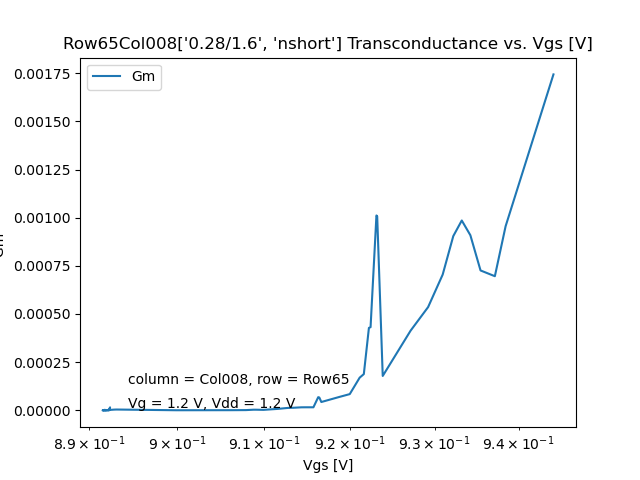 Row65Col008['0.28/1.6', 'nshort'] Transconductance vs. Vgs [V]
Gm
0.00175
0.00150
0.00125
0.00100
0.00075
0.00050
0.00025
0.00000
Gm
column = Col008, row = Row65
Vg = 1.2 V, Vdd = 1.2 V
8.9 × 10⁻¹ 9 × 10⁻¹ 9.1 × 10⁻¹ 9.2 × 10⁻¹ 9.3 × 10⁻¹ 9.4 × 10⁻¹
Vgs [V]